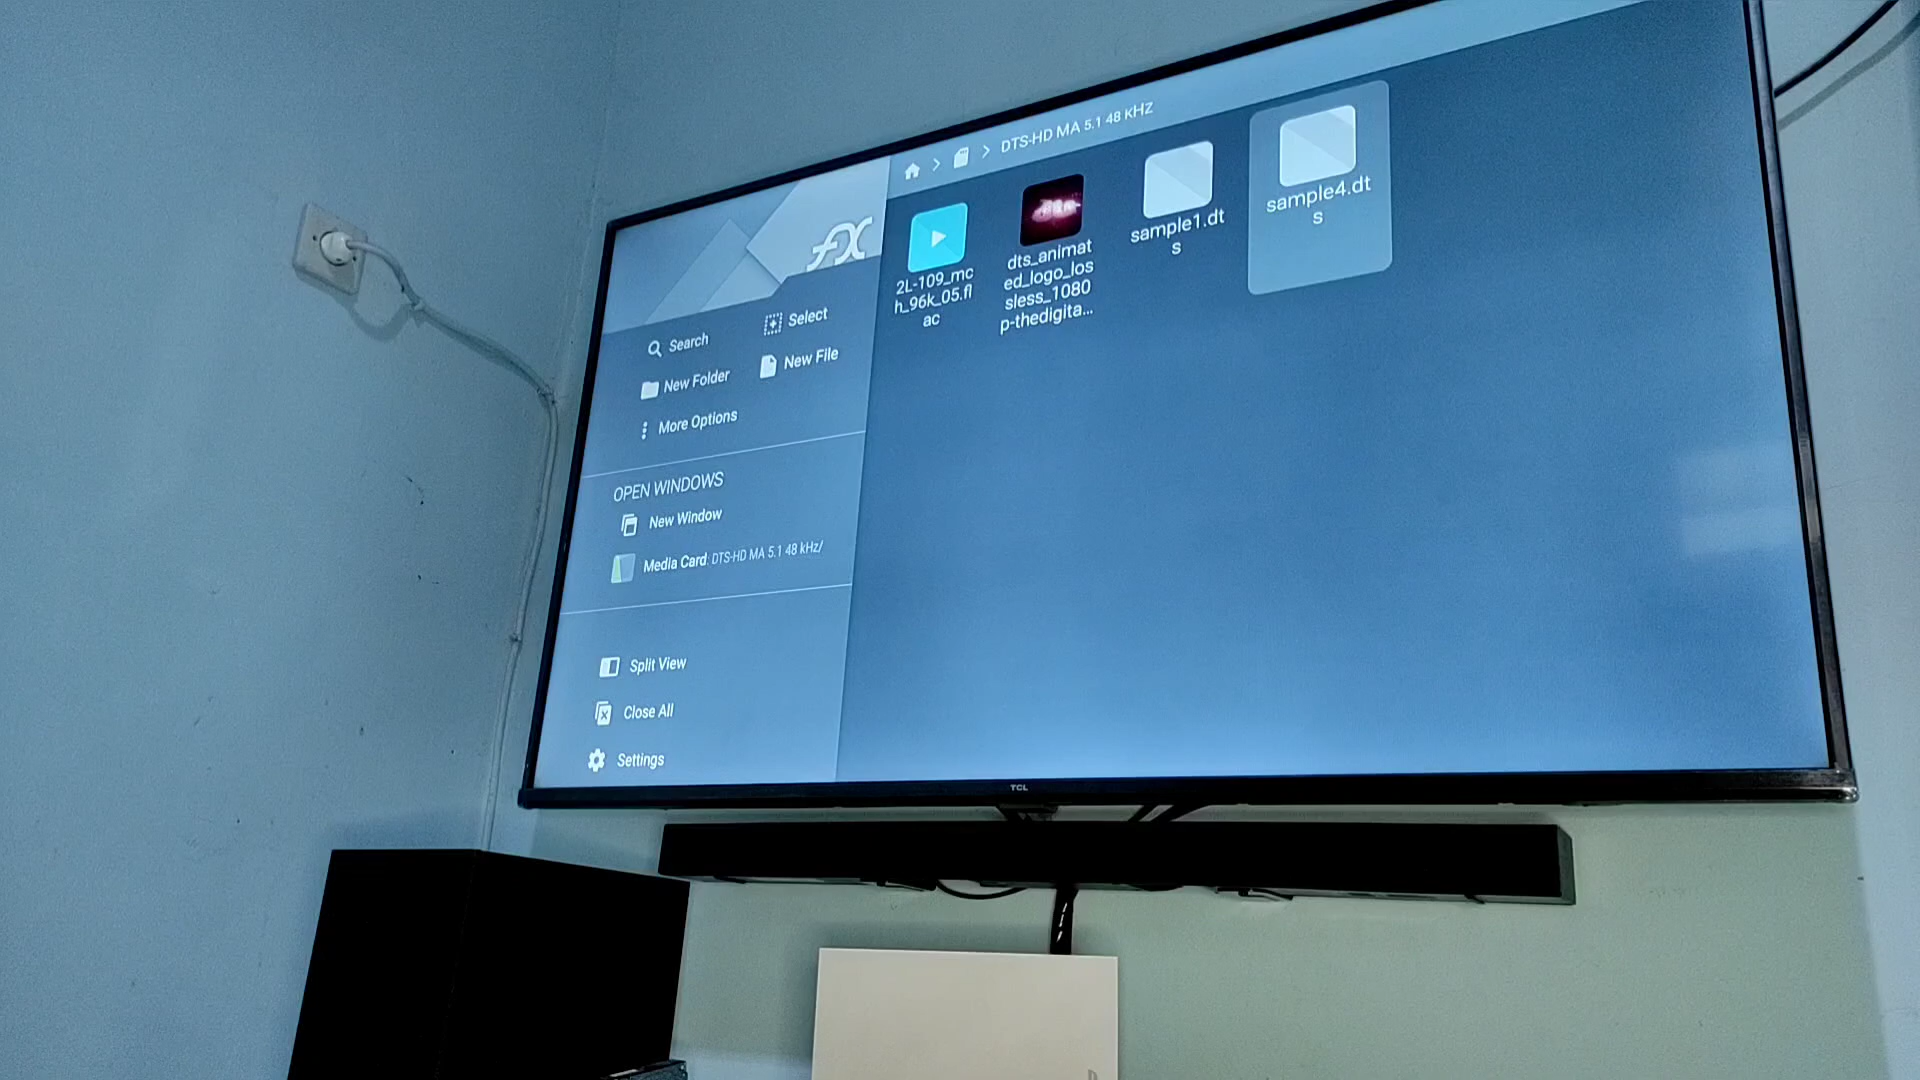 DTS-HD MA 5.1 48 KHz
fx
Search
Select
New Folder
New File
More Options
OPEN WINDOWS
New Window
Media Card: DTS-HD MA 5.1 48 kHz/
Split View
Close All
Settings
2L-109_mc
h_96k_05.fl
ac
dts_animat
ed_logo_los
sless_1080
p-thedigita...
sample1.dt
s
sample4.dt
s
TCL